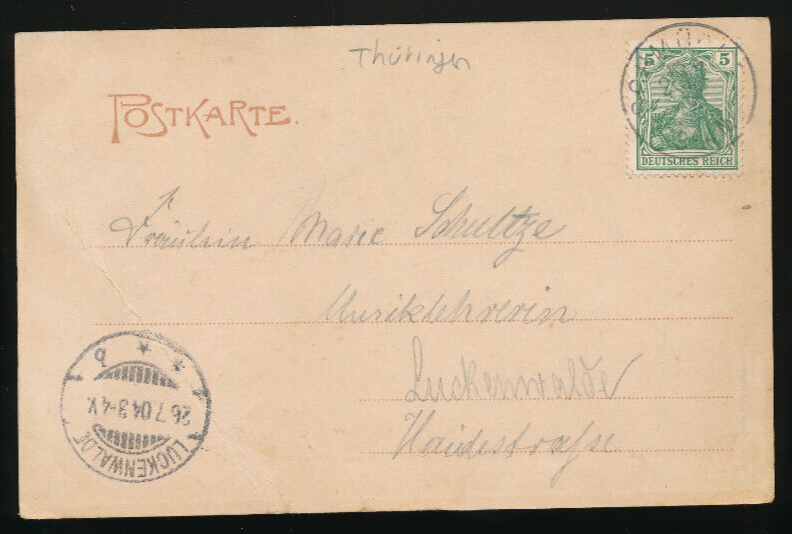 Thüringen
POSTKARTE.
5 5
DEUTSCHES REICH
Fräulein Marie Schultze
Musiklehrerin
Luckenwalde
Haidestraße
26.7.04.3-4 V.
LUCKENWALDE